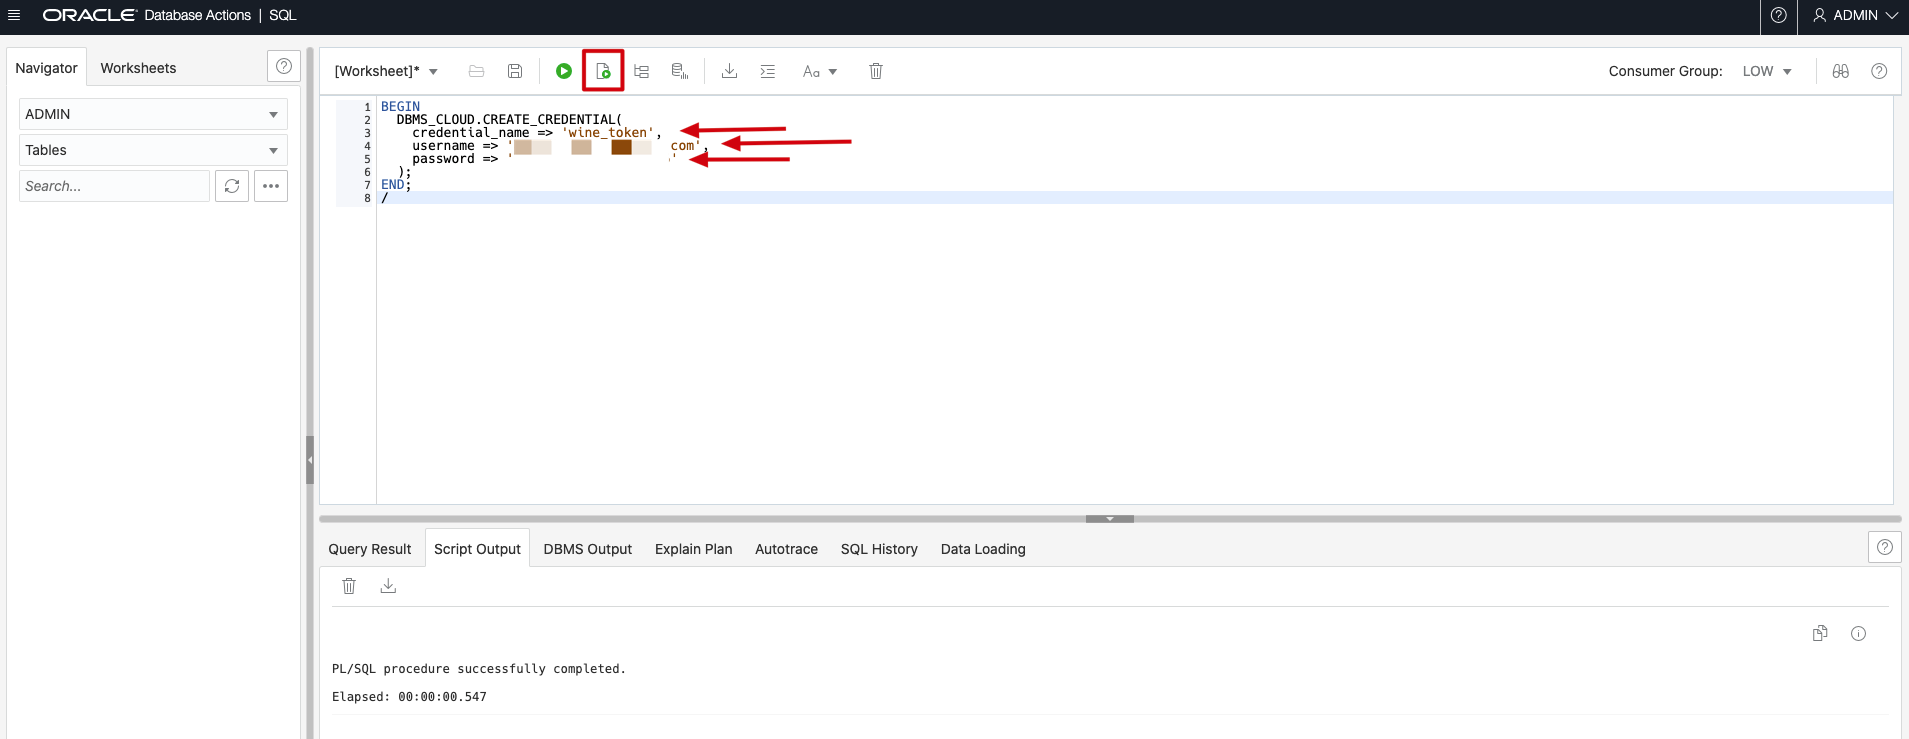 ORACLE Database Actions | SQL
ADMIN
Navigator
Worksheets
ADMIN
Tables
Search...
[Worksheet]*
Aa
Consumer Group: LOW
1 BEGIN
2 DBMS_CLOUD.CREATE_CREDENTIAL(
3 credential_name => 'wine_token',
4 username => ' com',
5 password => ' '
6 );
7 END;
8 /
Query Result
Script Output
DBMS Output
Explain Plan
Autotrace
SQL History
Data Loading
PL/SQL procedure successfully completed.
Elapsed: 00:00:00.547